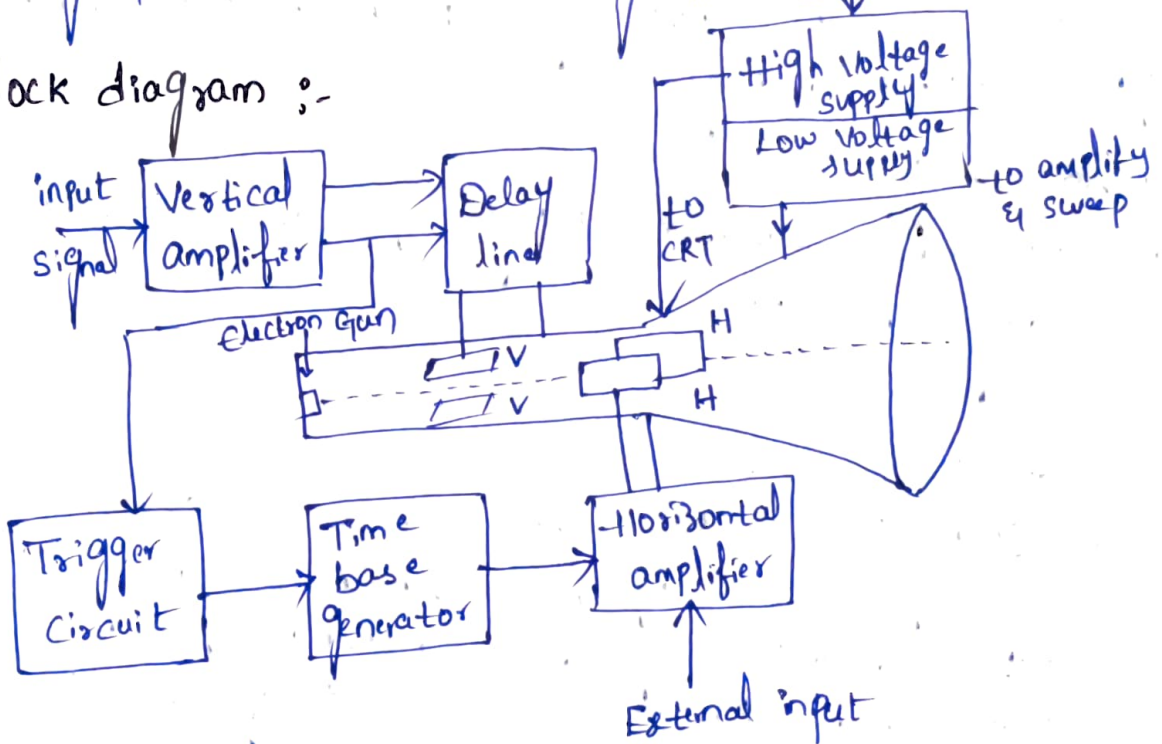 ock diagram :-
High Voltage
supply
Low Voltage
supply
to amplify
& sweep
input
signal
Vertical
amplifier
Delay
line
to
CRT
Electron Gun
V
V
H
H
Trigger
Circuit
Time
base
generator
Horizontal
amplifier
External input